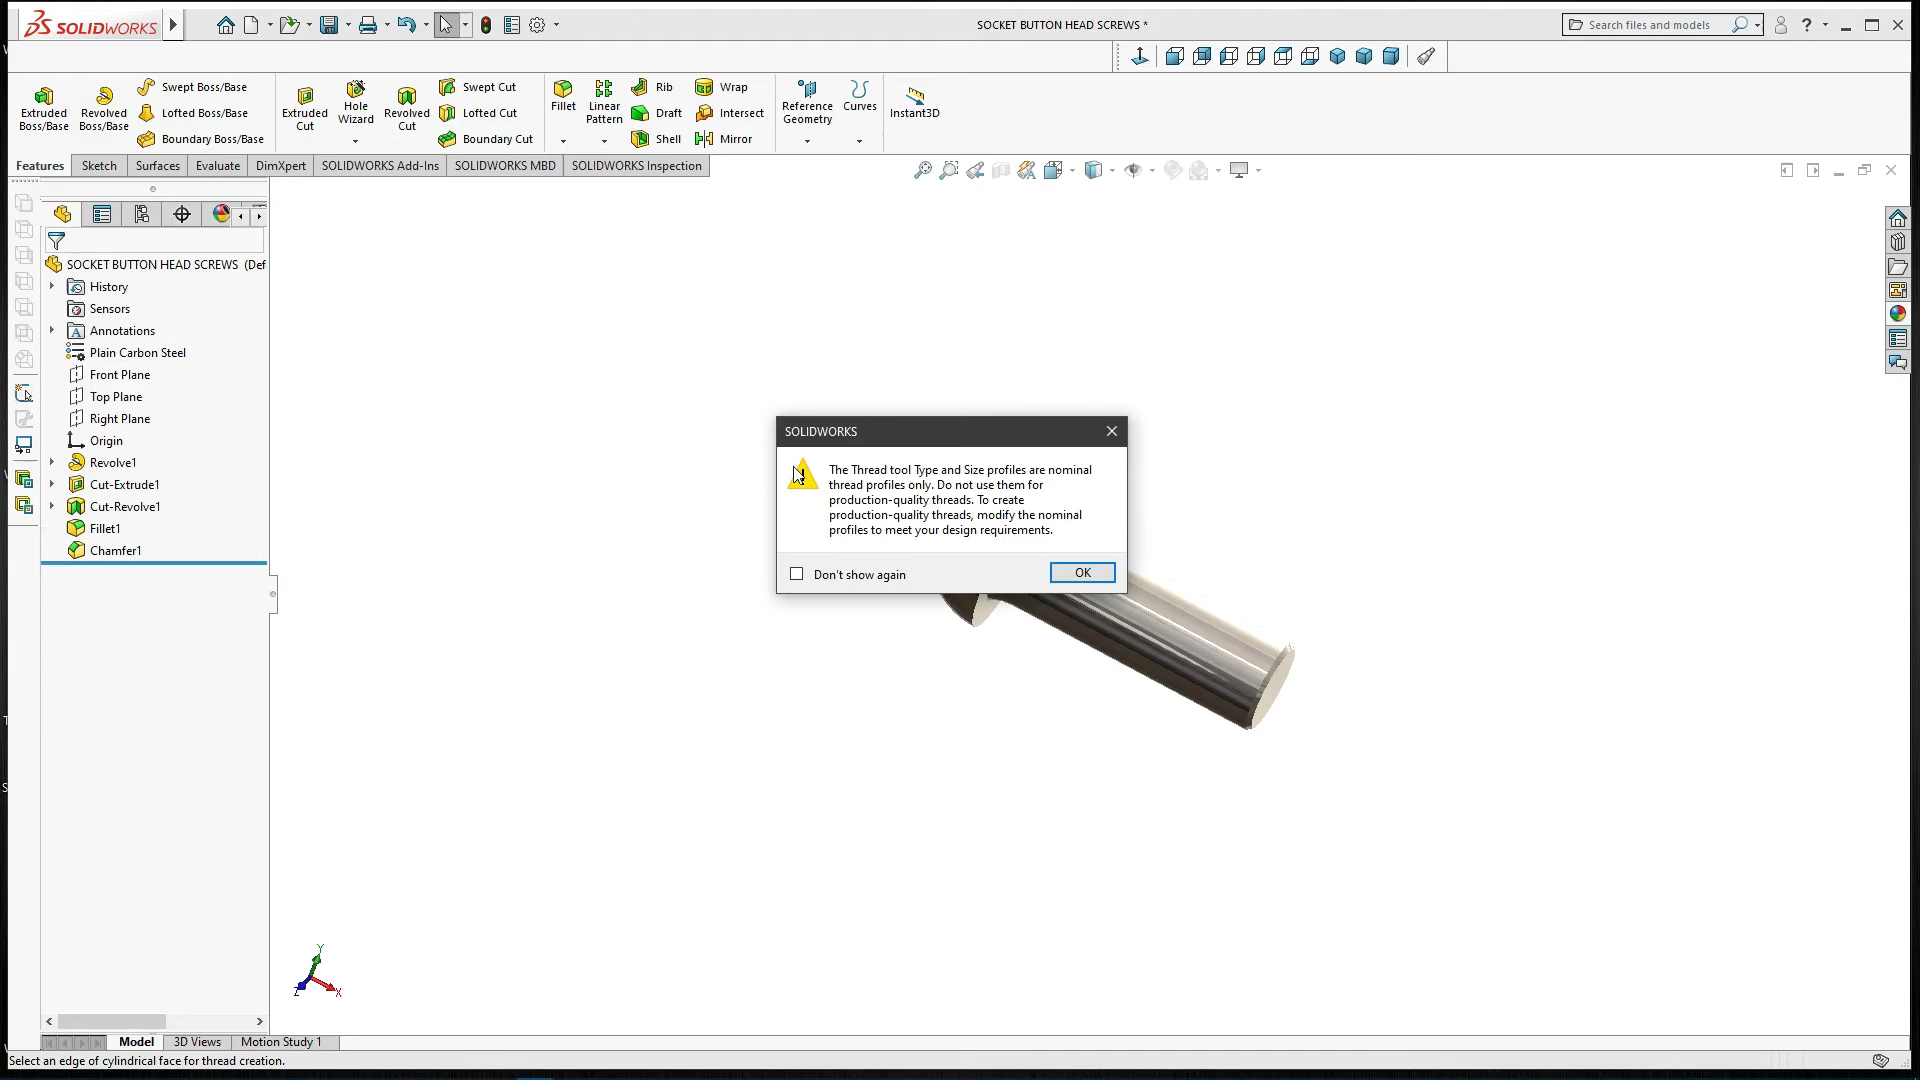 SOLIDWORKS
SOCKET BUTTON HEAD SCREWS *
Search files and models
?
Extruded Boss/Base
Revolved Boss/Base
Swept Boss/Base
Lofted Boss/Base
Boundary Boss/Base
Extruded Cut
Hole Wizard
Revolved Cut
Swept Cut
Lofted Cut
Boundary Cut
Fillet
Linear Pattern
Rib
Draft
Shell
Wrap
Intersect
Mirror
Reference Geometry
Curves
Instant3D
Features
Sketch
Surfaces
Evaluate
DimXpert
SOLIDWORKS Add-Ins
SOLIDWORKS MBD
SOLIDWORKS Inspection
SOCKET BUTTON HEAD SCREWS (Def
History
Sensors
Annotations
Plain Carbon Steel
Front Plane
Top Plane
Right Plane
Origin
Revolve1
Cut-Extrude1
Cut-Revolve1
Fillet1
Chamfer1
SOLIDWORKS
The Thread tool Type and Size profiles are nominal
thread profiles only. Do not use them for
production-quality threads. To create
production-quality threads, modify the nominal
profiles to meet your design requirements.
Don't show again
OK
Y
Z
X
Model
3D Views
Motion Study 1
Select an edge of cylindrical face for thread creation.